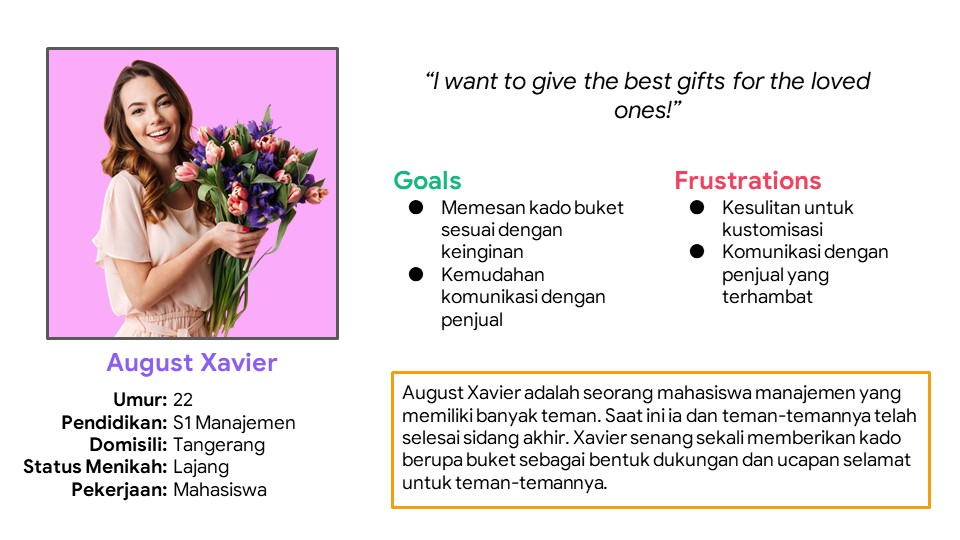 “I want to give the best gifts for the loved
ones!”
Goals
● Memesan kado buket
sesuai dengan
keinginan
● Kemudahan
komunikasi dengan
penjual
Frustrations
● Kesulitan untuk
kustomisasi
● Komunikasi dengan
penjual yang
terhambat
August Xavier
Umur: 22
Pendidikan: S1 Manajemen
Domisili: Tangerang
Status Menikah: Lajang
Pekerjaan: Mahasiswa
August Xavier adalah seorang mahasiswa manajemen yang
memiliki banyak teman. Saat ini ia dan teman-temannya telah
selesai sidang akhir. Xavier senang sekali memberikan kado
berupa buket sebagai bentuk dukungan dan ucapan selamat
untuk teman-temannya.